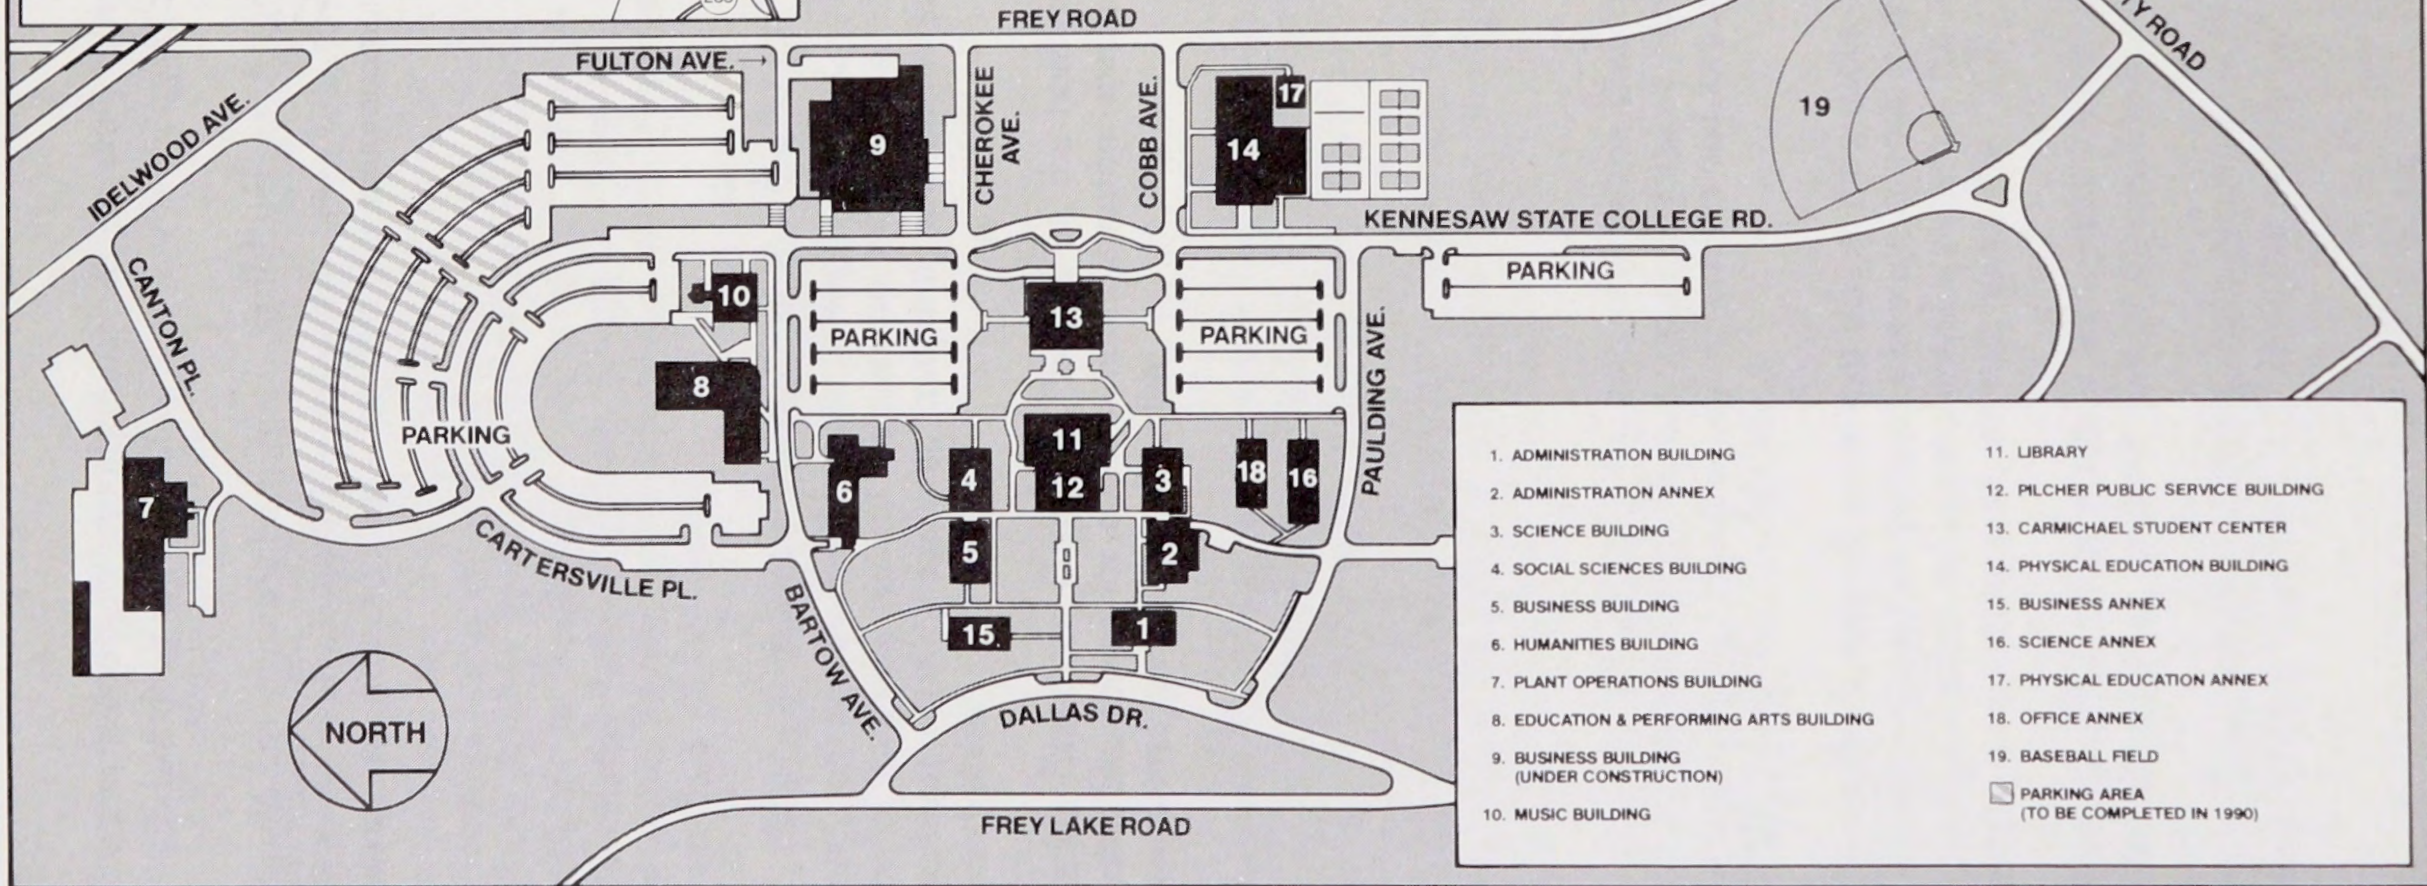 FREY ROAD
TY ROAD
FULTON AVE. →
IDELWOOD AVE.
CHEROKEE
AVE.
COBB AVE.
9
14
17
19
KENNESAW STATE COLLEGE RD.
PARKING
CANTON PL.
10
13
PARKING
PARKING
PAULDING AVE.
8
PARKING
11
12
7
6
4
3
18
16
5
2
CARTERSVILLE PL.
BARTOW AVE.
15
1
DALLAS DR.
NORTH
FREY LAKE ROAD
1. ADMINISTRATION BUILDING
2. ADMINISTRATION ANNEX
3. SCIENCE BUILDING
4. SOCIAL SCIENCES BUILDING
5. BUSINESS BUILDING
6. HUMANITIES BUILDING
7. PLANT OPERATIONS BUILDING
8. EDUCATION & PERFORMING ARTS BUILDING
9. BUSINESS BUILDING
(UNDER CONSTRUCTION)
10. MUSIC BUILDING
11. LIBRARY
12. PILCHER PUBLIC SERVICE BUILDING
13. CARMICHAEL STUDENT CENTER
14. PHYSICAL EDUCATION BUILDING
15. BUSINESS ANNEX
16. SCIENCE ANNEX
17. PHYSICAL EDUCATION ANNEX
18. OFFICE ANNEX
19. BASEBALL FIELD
PARKING AREA
(TO BE COMPLETED IN 1990)